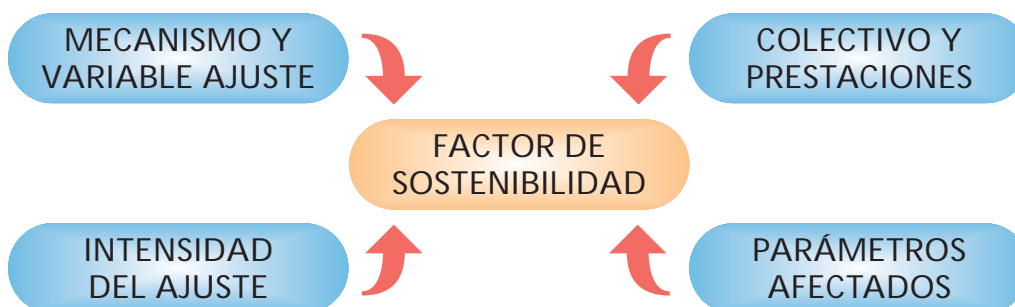 MECANISMO Y
VARIABLE AJUSTE
COLECTIVO Y
PRESTACIONES
FACTOR DE
SOSTENIBILIDAD
INTENSIDAD
DEL AJUSTE
PARÁMETROS
AFECTADOS